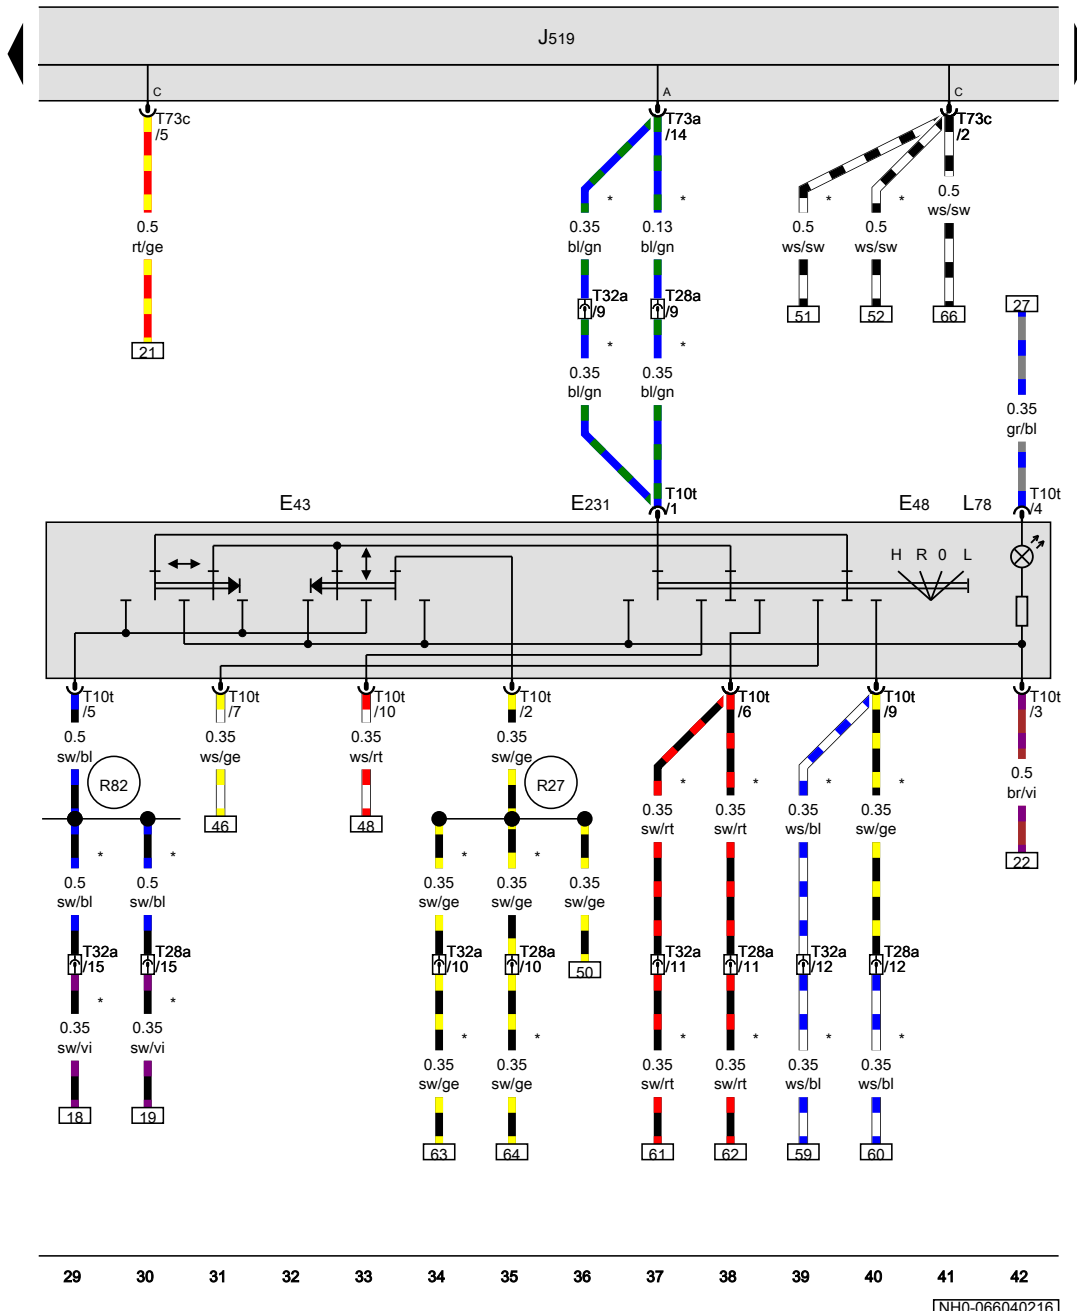 J519
C
A
C
T73c
/5
T73a
/14
T73c
/2
* * * *
0.5
ws/sw
0.5
rt/ge
0.35
bl/gn
0.13
bl/gn
0.5
ws/sw
0.5
ws/sw
T32a
/9
T28a
/9
51
52
66
27
21
* *
0.35
bl/gn
0.35
bl/gn
0.35
gr/bl
E43
E231
T10t
/1
E48
L78
T10t
/4
H R 0 L
T10t
/5
T10t
/7
T10t
/10
T10t
/2
T10t
/6
T10t
/9
T10t
/3
0.5
sw/bl
0.35
ws/ge
0.35
ws/rt
0.35
sw/ge
0.5
br/vi
R82
R27
* * * *
0.35
sw/rt
0.35
sw/rt
0.35
ws/bl
0.35
sw/ge
46
48
22
* * * *
0.5
sw/bl
0.5
sw/bl
0.35
sw/ge
0.35
sw/ge
0.35
sw/ge
T32a
/15
T28a
/15
T32a
/10
T28a
/10
50
T32a
/11
T28a
/11
T32a
/12
T28a
/12
* *
0.35
sw/vi
0.35
sw/vi
* * * * * *
0.35
sw/ge
0.35
sw/ge
0.35
sw/rt
0.35
sw/rt
0.35
ws/bl
0.35
ws/bl
18
19
63
64
61
62
59
60
29 30 31 32 33 34 35 36 37 38 39 40 41 42
NH0-066040216